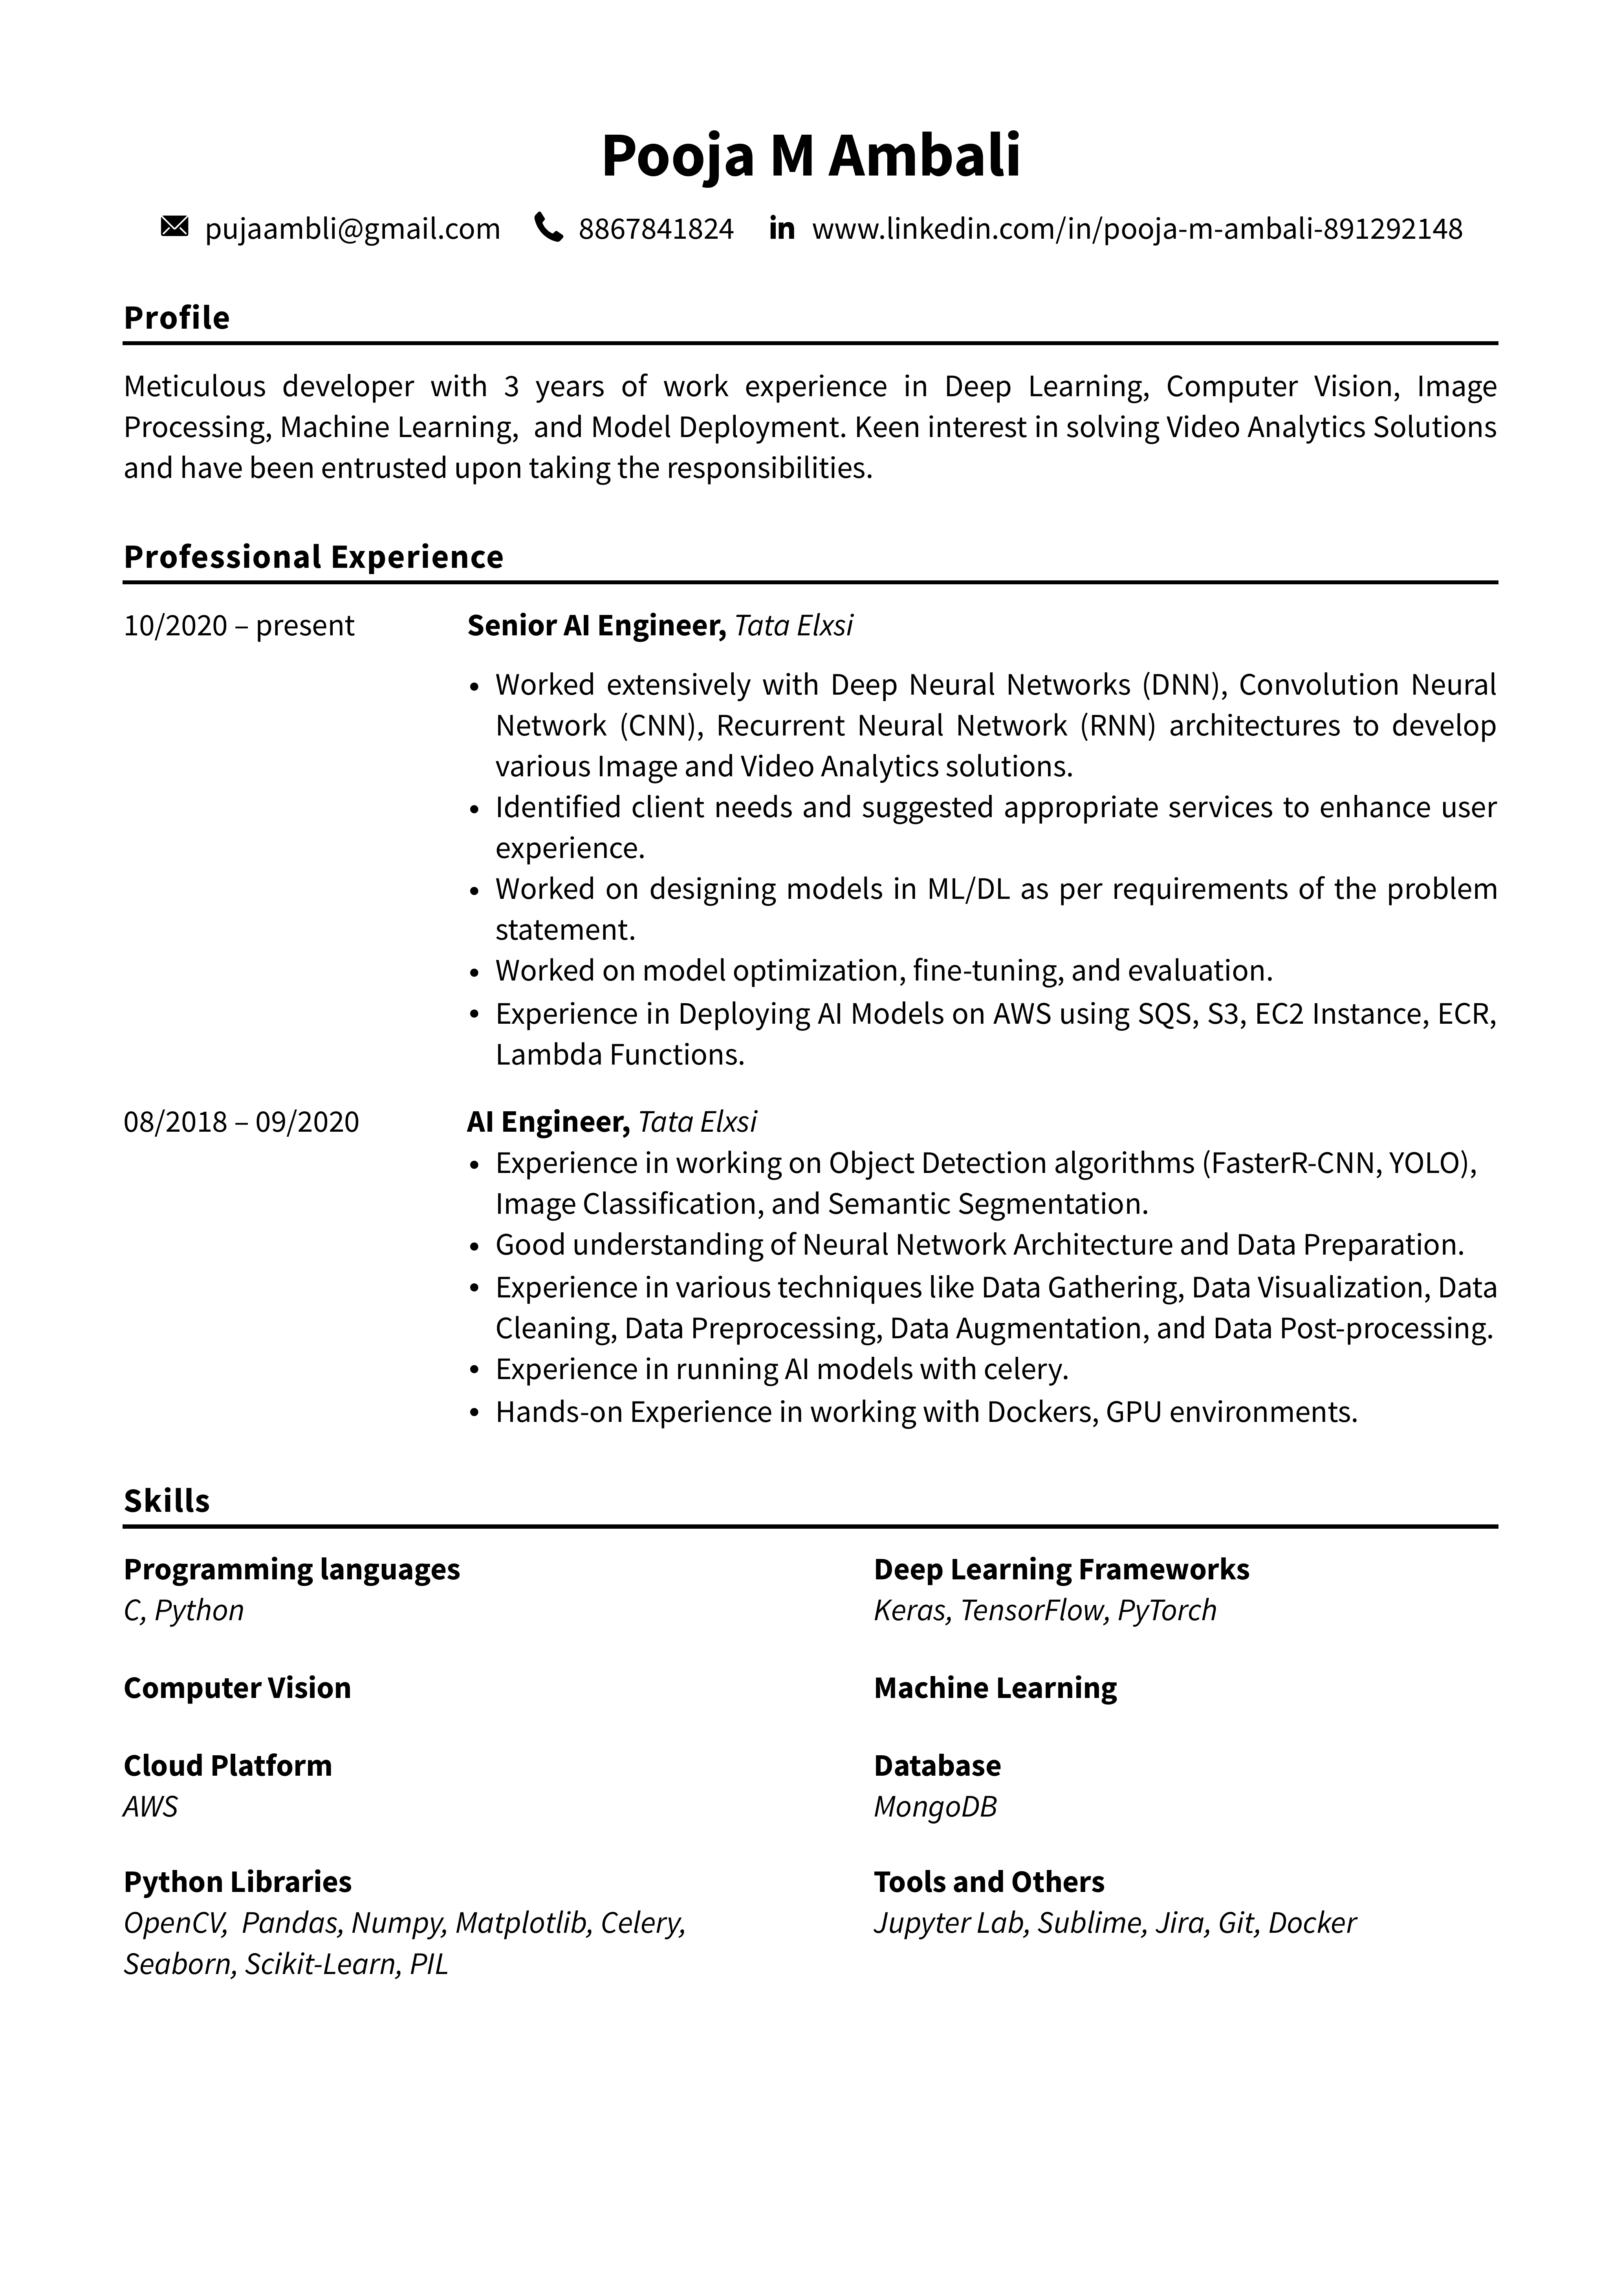 Pooja M Ambali
pujaambli@gmail.com 8867841824 in www.linkedin.com/in/pooja-m-ambali-891292148
Profile
Meticulous developer with 3 years of work experience in Deep Learning, Computer Vision, Image
Processing, Machine Learning, and Model Deployment. Keen interest in solving Video Analytics Solutions
and have been entrusted upon taking the responsibilities.
Professional Experience
10/2020 – present Senior AI Engineer, Tata Elxsi
• Worked extensively with Deep Neural Networks (DNN), Convolution Neural
Network (CNN), Recurrent Neural Network (RNN) architectures to develop
various Image and Video Analytics solutions.
• Identified client needs and suggested appropriate services to enhance user
experience.
• Worked on designing models in ML/DL as per requirements of the problem
statement.
• Worked on model optimization, fine-tuning, and evaluation.
• Experience in Deploying AI Models on AWS using SQS, S3, EC2 Instance, ECR,
Lambda Functions.
08/2018 – 09/2020 AI Engineer, Tata Elxsi
• Experience in working on Object Detection algorithms (FasterR-CNN, YOLO),
Image Classification, and Semantic Segmentation.
• Good understanding of Neural Network Architecture and Data Preparation.
• Experience in various techniques like Data Gathering, Data Visualization, Data
Cleaning, Data Preprocessing, Data Augmentation, and Data Post-processing.
• Experience in running AI models with celery.
• Hands-on Experience in working with Dockers, GPU environments.
Skills
Programming languages Deep Learning Frameworks
C, Python Keras, TensorFlow, PyTorch
Computer Vision Machine Learning
Cloud Platform Database
AWS MongoDB
Python Libraries Tools and Others
OpenCV, Pandas, Numpy, Matplotlib, Celery, Jupyter Lab, Sublime, Jira, Git, Docker
Seaborn, Scikit-Learn, PIL